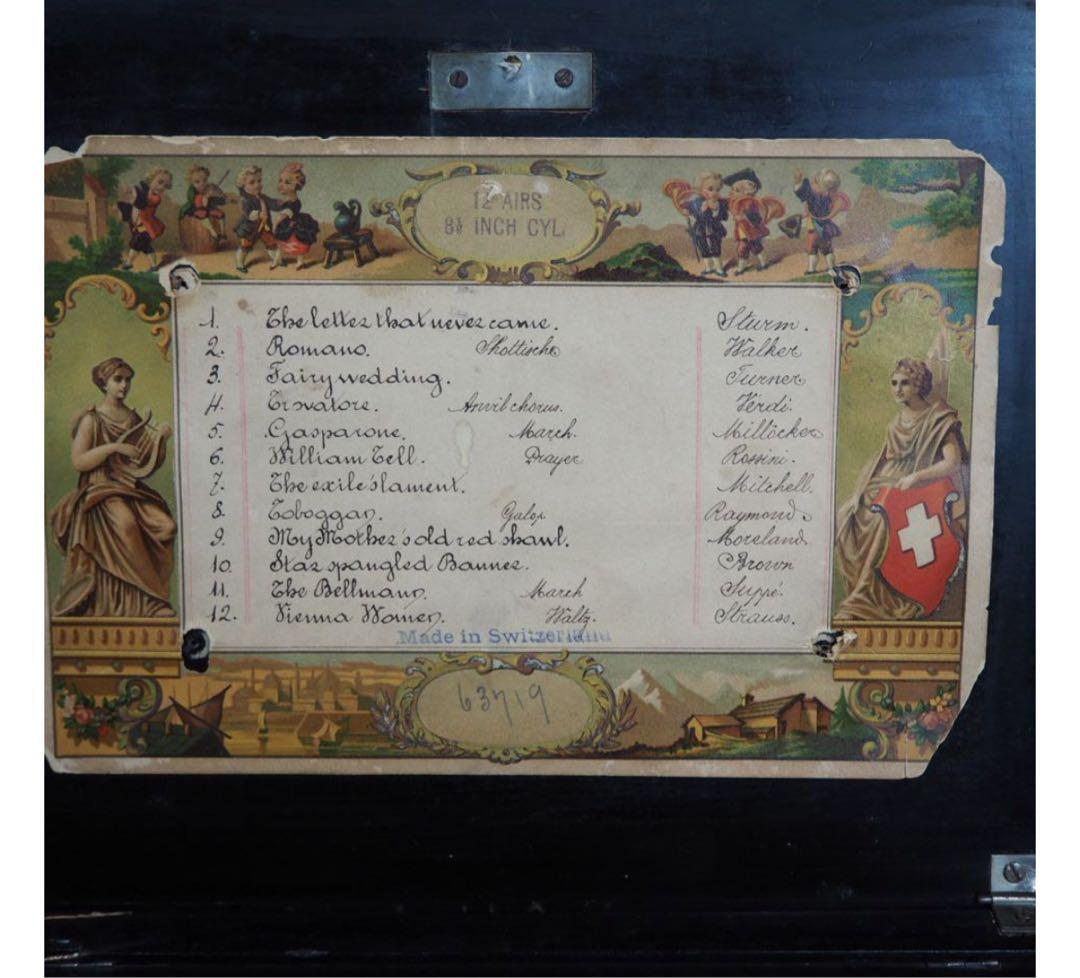 12 AIRS
8½ INCH CYL.
1. The letter that never came. Sturm.
2. Romano. Shottische Walker
3. Fairy wedding. Turner
4. Trovatore. Anvil chorus. Verdi.
5. Gasparone. March. Millöcker
6. William Tell. Prayer Rossini.
7. The exile's lament. Mitchell.
8. Toboggan. Galop Raymond.
9. My Mother's old red shawl. Moreland
10. Star spangled Banner. Brown
11. The Bellman. March Suppé.
12. Vienna Women. Waltz. Strauss.
Made in Switzerland
63719